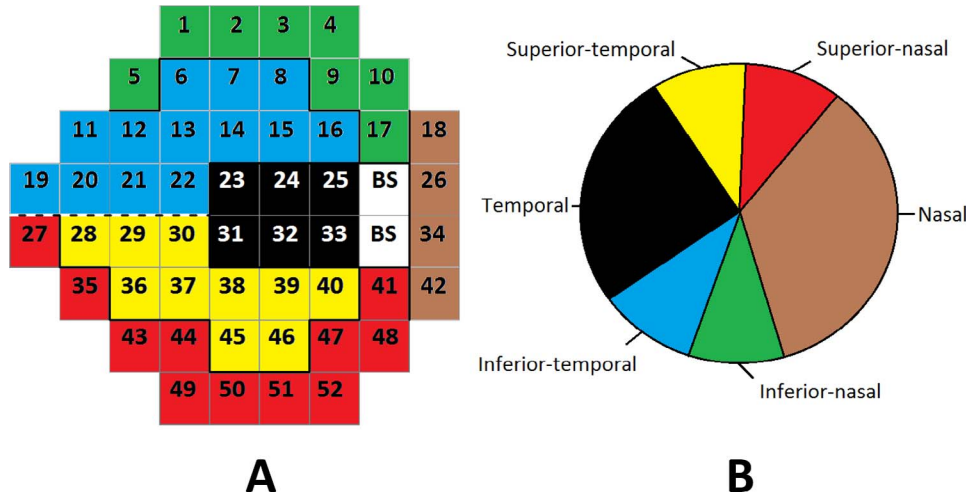 1 2 3 4
5 6 7 8 9 10
11 12 13 14 15 16 17 18
19 20 21 22 23 24 25 BS 26
27 28 29 30 31 32 33 BS 34
35 36 37 38 39 40 41 42
43 44 45 46 47 48
49 50 51 52
A
Superior-temporal
Superior-nasal
Temporal
Nasal
Inferior-temporal
Inferior-nasal
B